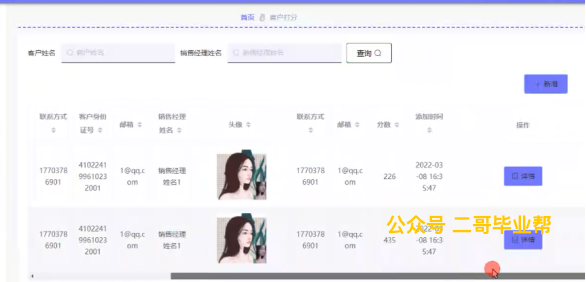 首页 客户打分
客户姓名 客户姓名 销售经理姓名 销售经理姓名 查询
+ 新增
联系方式 客户身份证号 邮箱 销售经理姓名 头像 联系方式 邮箱 分数 添加时间 操作
17703786901 410224199610232001 1@qq.com 销售经理姓名1 17703786901 1@qq.com 226 2022-03-08 16:35:47 详情
17703786901 410224199610232001 1@qq.com 销售经理姓名1 17703786901 1@qq.com 435 -08 16:35:47 详情
公众号 二哥毕业帮